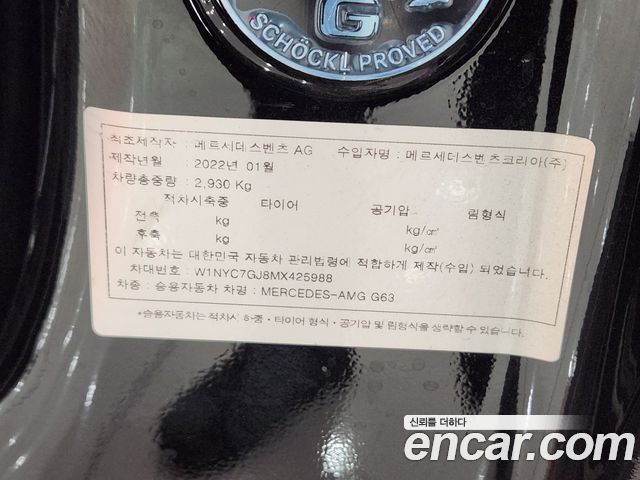 G
SCHÖCKL PROVED
최초제작자 : 메르세데스벤츠 AG 수입자명 : 메르세데스벤츠코리아(주)
제작년월 : 2022년 01월
차량총중량 : 2,930 Kg
적차시축중 타이어 공기압 림형식
전축 kg kg/㎠
후축 kg kg/㎠
이 자동차는 대한민국 자동차 관리법령에 적합하게 제작(수입) 되었습니다.
차대번호 : W1NYC7GJ8MX425988
차종 : 승용자동차 차명 : MERCEDES-AMG G63
*승용자동차는 적차시 하중·타이어 형식·공기압 및 림형식을 생략할 수 있습니다.
신뢰를 더하다
encar.com